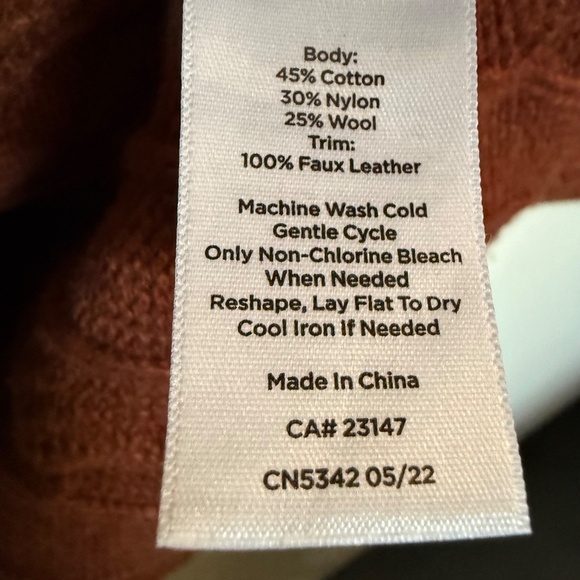 Body:
45% Cotton
30% Nylon
25% Wool
Trim:
100% Faux Leather
Machine Wash Cold
Gentle Cycle
Only Non-Chlorine Bleach
When Needed
Reshape, Lay Flat To Dry
Cool Iron If Needed
Made In China
CA# 23147
CN5342 05/22